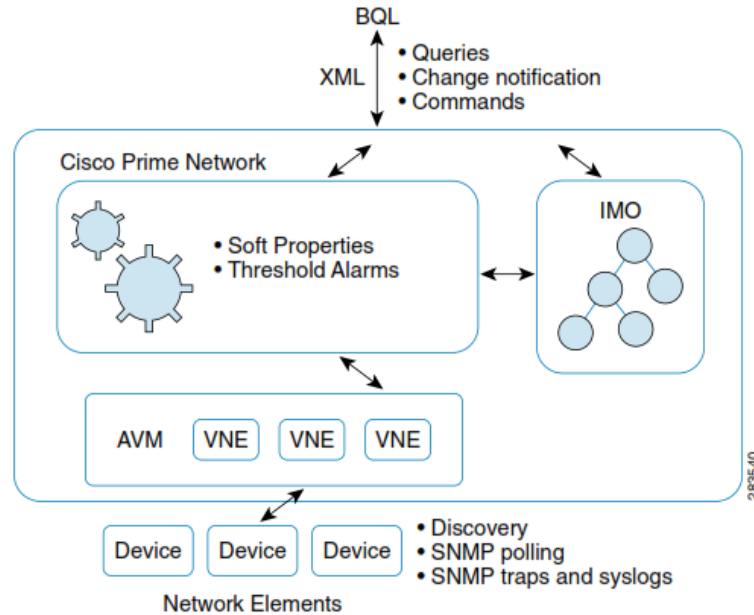 BQL
XML
• Queries
• Change notification
• Commands
Cisco Prime Network
• Soft Properties
• Threshold Alarms
IMO
AVM
VNE
VNE
VNE
Device
Device
Device
• Discovery
• SNMP polling
• SNMP traps and syslogs
Network Elements
283540